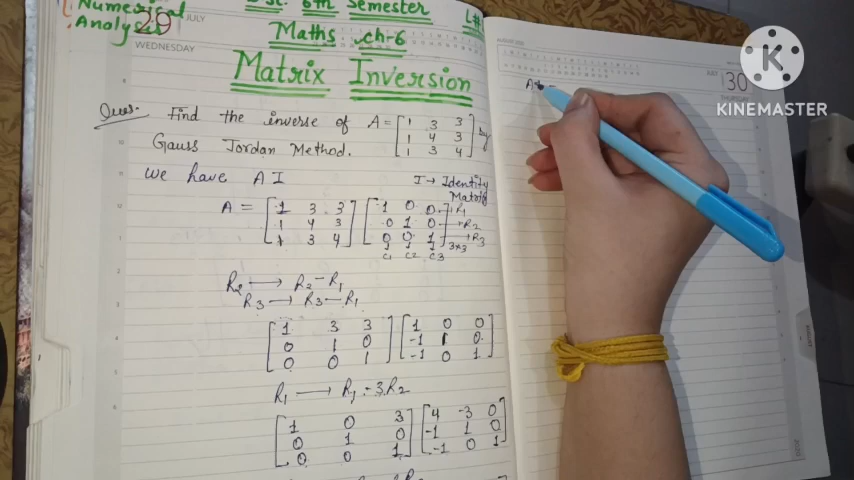 Numerical
Analysis
29
JULY
WEDNESDAY
B.Sc. 6th Semester
Maths ch-6
L#
Matrix Inversion
Ques. Find the inverse of A = [1 3 3
1 4 3
1 3 4] by
Gauss Jordan Method.
we have A I
I → Identity
Matrix
A = [1 3 3
1 4 3
1 3 4] [1 0 0
0 1 0
0 0 1] → R1
→ R2
→ R3
3×3
C1 C2 C3
R2 → R2 - R1
R3 → R3 - R1
[1 3 3
0 1 0
0 0 1] [1 0 0
-1 1 0
-1 0 1]
R1 → R1 - 3R2
[1 0 3
0 1 0
0 0 1] [4 -3 0
-1 1 0
-1 0 1]
JULY
30
KINEMASTER